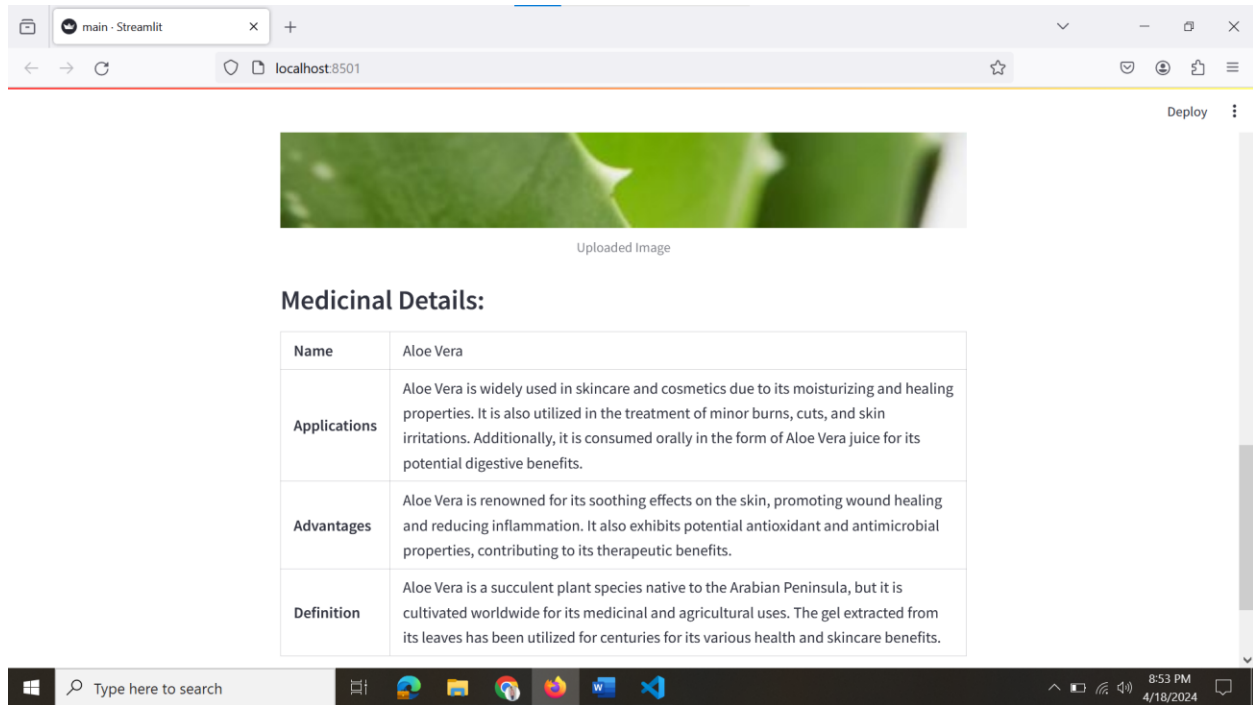 main · Streamlit
localhost:8501
Deploy
Uploaded Image
Medicinal Details:
Name
Aloe Vera
Applications
Aloe Vera is widely used in skincare and cosmetics due to its moisturizing and healing
properties. It is also utilized in the treatment of minor burns, cuts, and skin
irritations. Additionally, it is consumed orally in the form of Aloe Vera juice for its
potential digestive benefits.
Advantages
Aloe Vera is renowned for its soothing effects on the skin, promoting wound healing
and reducing inflammation. It also exhibits potential antioxidant and antimicrobial
properties, contributing to its therapeutic benefits.
Definition
Aloe Vera is a succulent plant species native to the Arabian Peninsula, but it is
cultivated worldwide for its medicinal and agricultural uses. The gel extracted from
its leaves has been utilized for centuries for its various health and skincare benefits.
Type here to search
8:53 PM
4/18/2024